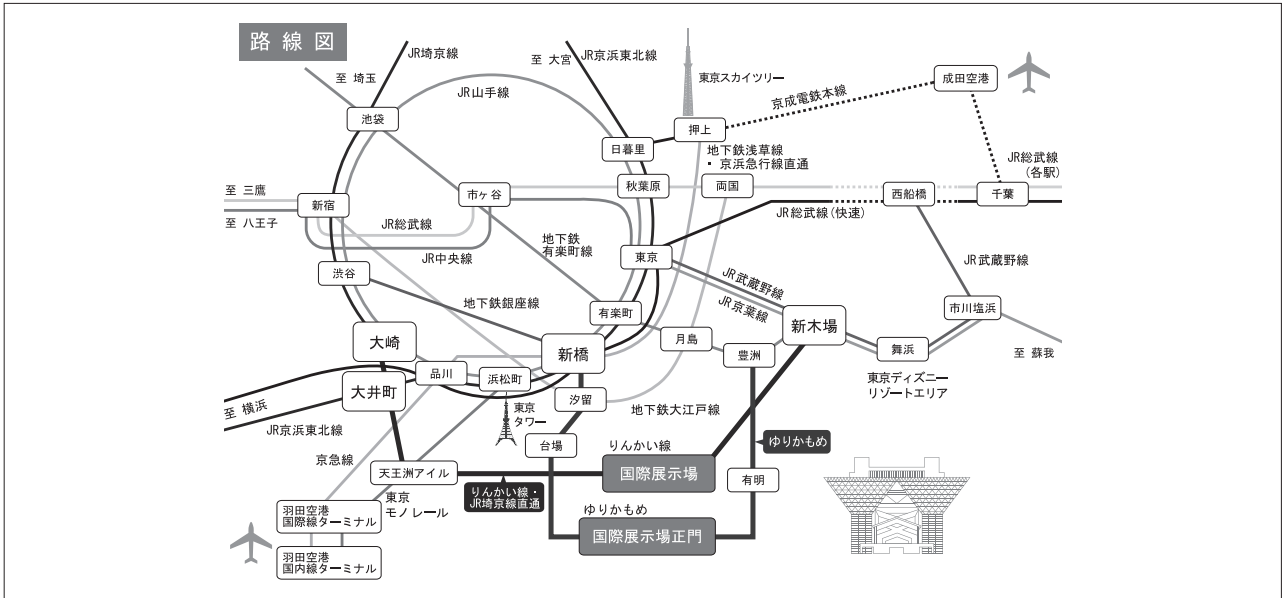 路線図
JR埼京線
至 埼玉
至 大宮
JR京浜東北線
JR山手線
東京スカイツリー
成田空港
京成電鉄本線
池袋
押上
日暮里
地下鉄浅草線
・京浜急行線直通
JR総武線
(各駅)
至 三鷹
新宿
市ヶ谷
秋葉原
両国
西船橋
千葉
至 八王子
JR総武線
JR総武線(快速)
地下鉄
有楽町線
JR中央線
東京
JR武蔵野線
渋谷
JR武蔵野線
JR京葉線
地下鉄銀座線
有楽町
新木場
市川塩浜
大崎
新橋
月島
豊洲
舞浜
至 蘇我
品川
浜松町
大井町
東京ディズニー
リゾートエリア
至 横浜
汐留
東京
タワー
地下鉄大江戸線
JR京浜東北線
台場
りんかい線
ゆりかもめ
京急線
天王洲アイル
国際展示場
有明
りんかい線・
JR埼京線直通
東京
モノレール
羽田空港
国際線ターミナル
ゆりかもめ
国際展示場正門
羽田空港
国内線ターミナル